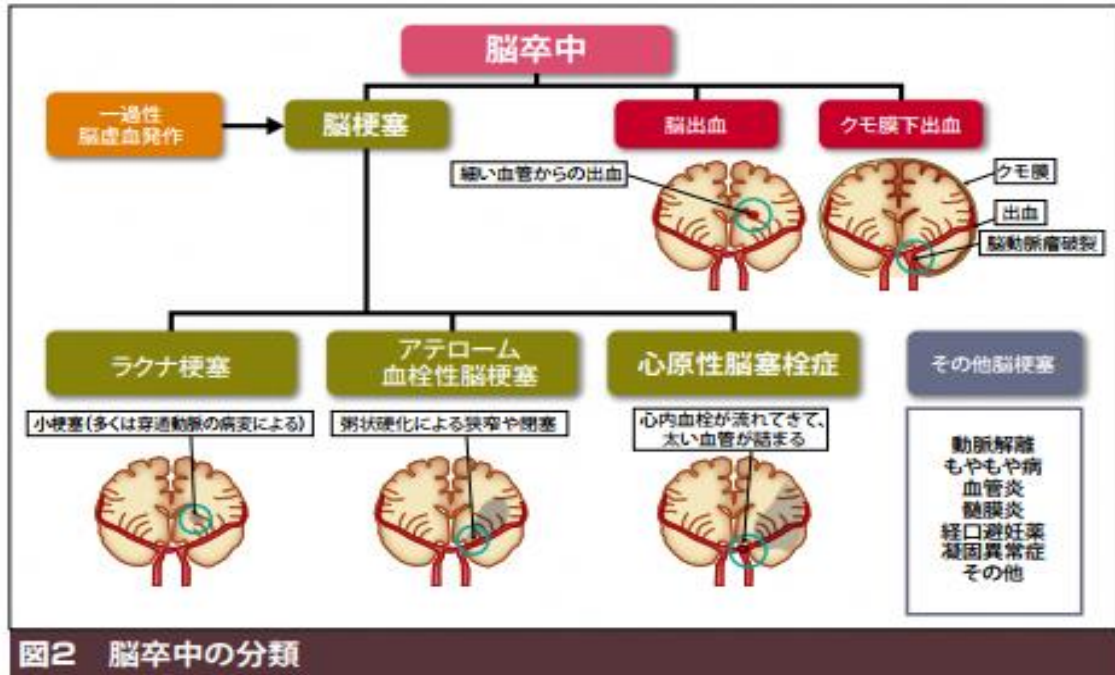 脳卒中
一過性
脳虚血発作
脳梗塞
脳出血
クモ膜下出血
細い血管からの出血
クモ膜
出血
脳動脈瘤破裂
ラクナ梗塞
アテローム
血栓性脳梗塞
心原性脳塞栓症
その他脳梗塞
小梗塞(多くは穿通動脈の病変による)
粥状硬化による狭窄や閉塞
心内血栓が流れてきて、
太い血管が詰まる
動脈解離
もやもや病
血管炎
髄膜炎
経口避妊薬
凝固異常症
その他
図2 脳卒中の分類